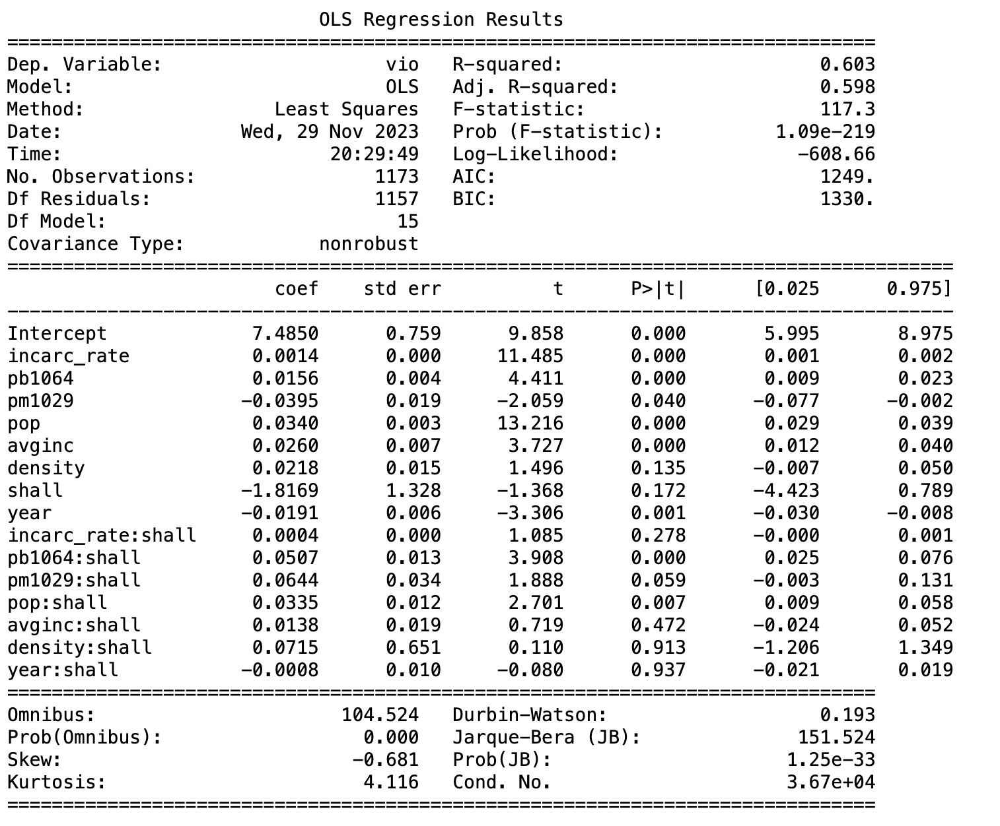 OLS Regression Results
==============================================================================
Dep. Variable:                    vio   R-squared:                       0.603
Model:                            OLS   Adj. R-squared:                  0.598
Method:                 Least Squares   F-statistic:                     117.3
Date:                Wed, 29 Nov 2023   Prob (F-statistic):          1.09e-219
Time:                        20:29:49   Log-Likelihood:                -608.66
No. Observations:                1173   AIC:                             1249.
Df Residuals:                    1157   BIC:                             1330.
Df Model:                          15
Covariance Type:            nonrobust
=====================================================================================
                        coef    std err          t      P>|t|      [0.025      0.975]
-------------------------------------------------------------------------------------
Intercept             7.4850      0.759      9.858      0.000       5.995       8.975
incarc_rate           0.0014      0.000     11.485      0.000       0.001       0.002
pb1064                0.0156      0.004      4.411      0.000       0.009       0.023
pm1029               -0.0395      0.019     -2.059      0.040      -0.077      -0.002
pop                   0.0340      0.003     13.216      0.000       0.029       0.039
avginc                0.0260      0.007      3.727      0.000       0.012       0.040
density               0.0218      0.015      1.496      0.135      -0.007       0.050
shall                -1.8169      1.328     -1.368      0.172      -4.423       0.789
year                 -0.0191      0.006     -3.306      0.001      -0.030      -0.008
incarc_rate:shall     0.0004      0.000      1.085      0.278      -0.000       0.001
pb1064:shall          0.0507      0.013      3.908      0.000       0.025       0.076
pm1029:shall          0.0644      0.034      1.888      0.059      -0.003       0.131
pop:shall             0.0335      0.012      2.701      0.007       0.009       0.058
avginc:shall          0.0138      0.019      0.719      0.472      -0.024       0.052
density:shall         0.0715      0.651      0.110      0.913      -1.206       1.349
year:shall           -0.0008      0.010     -0.080      0.937      -0.021       0.019
==============================================================================
Omnibus:                      104.524   Durbin-Watson:                   0.193
Prob(Omnibus):                  0.000   Jarque-Bera (JB):              151.524
Skew:                          -0.681   Prob(JB):                     1.25e-33
Kurtosis:                       4.116   Cond. No.                     3.67e+04
==============================================================================